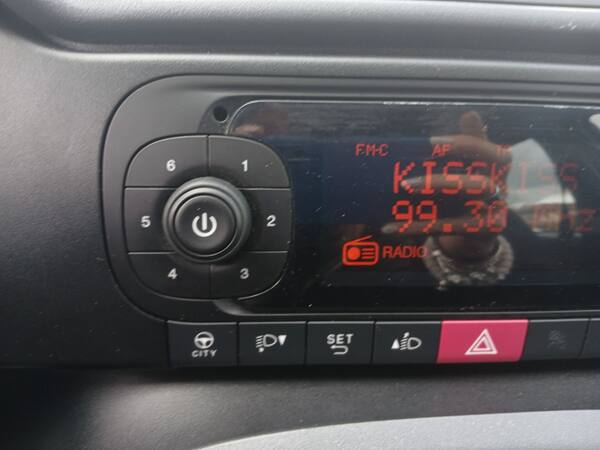 FM-C AF
KISSKISS
99.30 MHz
RADIO
6 1
5 2
4 3
CITY
SET